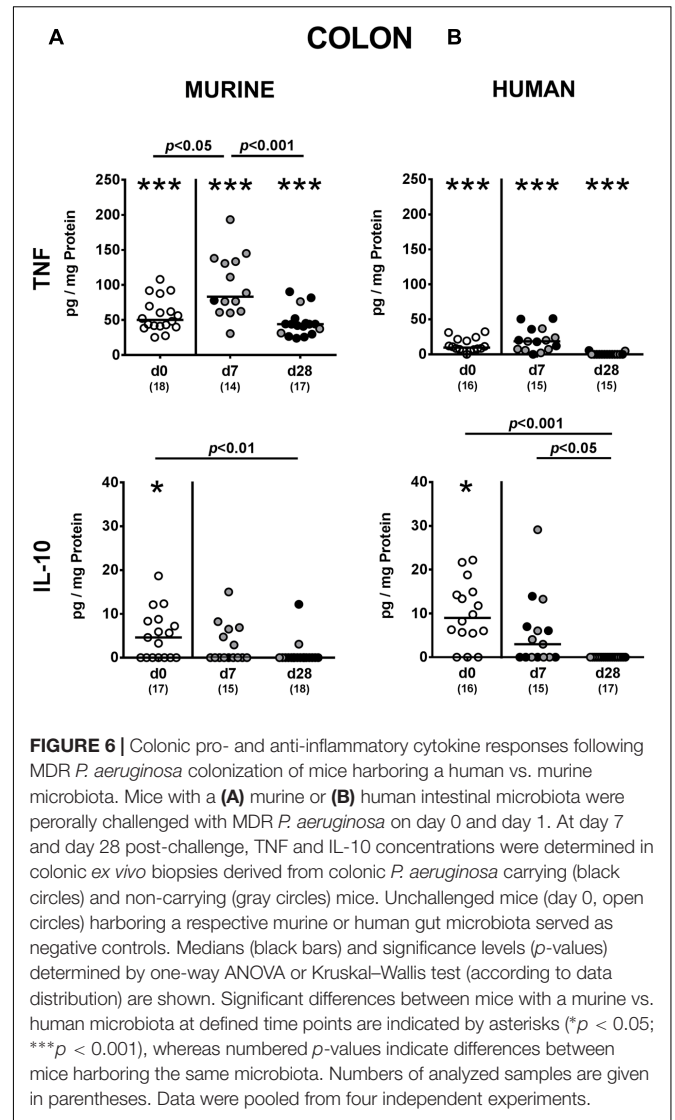 A COLON B
MURINE HUMAN
p<0.05 p<0.001
TNF
pg / mg Protein
250 *** *** ***
200
150
100
50
0
d0 d7 d28
(18) (14) (17)
pg / mg Protein
250 *** *** ***
200
150
100
50
0
d0 d7 d28
(16) (15) (15)
p<0.01
IL-10
pg / mg Protein
40 *
30
20
10
0
d0 d7 d28
(17) (15) (18)
p<0.001
p<0.05
pg / mg Protein
40 *
30
20
10
0
d0 d7 d28
(16) (15) (17)
FIGURE 6 | Colonic pro- and anti-inflammatory cytokine responses following
MDR P. aeruginosa colonization of mice harboring a human vs. murine
microbiota. Mice with a (A) murine or (B) human intestinal microbiota were
perorally challenged with MDR P. aeruginosa on day 0 and day 1. At day 7
and day 28 post-challenge, TNF and IL-10 concentrations were determined in
colonic ex vivo biopsies derived from colonic P. aeruginosa carrying (black
circles) and non-carrying (gray circles) mice. Unchallenged mice (day 0, open
circles) harboring a respective murine or human gut microbiota served as
negative controls. Medians (black bars) and significance levels (p-values)
determined by one-way ANOVA or Kruskal–Wallis test (according to data
distribution) are shown. Significant differences between mice with a murine vs.
human microbiota at defined time points are indicated by asterisks (*p < 0.05;
***p < 0.001), whereas numbered p-values indicate differences between
mice harboring the same microbiota. Numbers of analyzed samples are given
in parentheses. Data were pooled from four independent experiments.